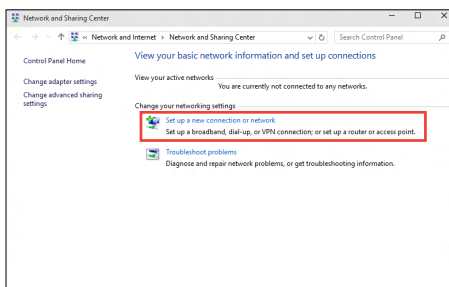 Network and Sharing Center
« Network and Internet › Network and Sharing Center
Search Control Panel
Control Panel Home
Change adapter settings
Change advanced sharing
settings
View your basic network information and set up connections
View your active networks
You are currently not connected to any networks.
Change your networking settings
Set up a new connection or network
Set up a broadband, dial-up, or VPN connection; or set up a router or access point.
Troubleshoot problems
Diagnose and repair network problems, or get troubleshooting information.